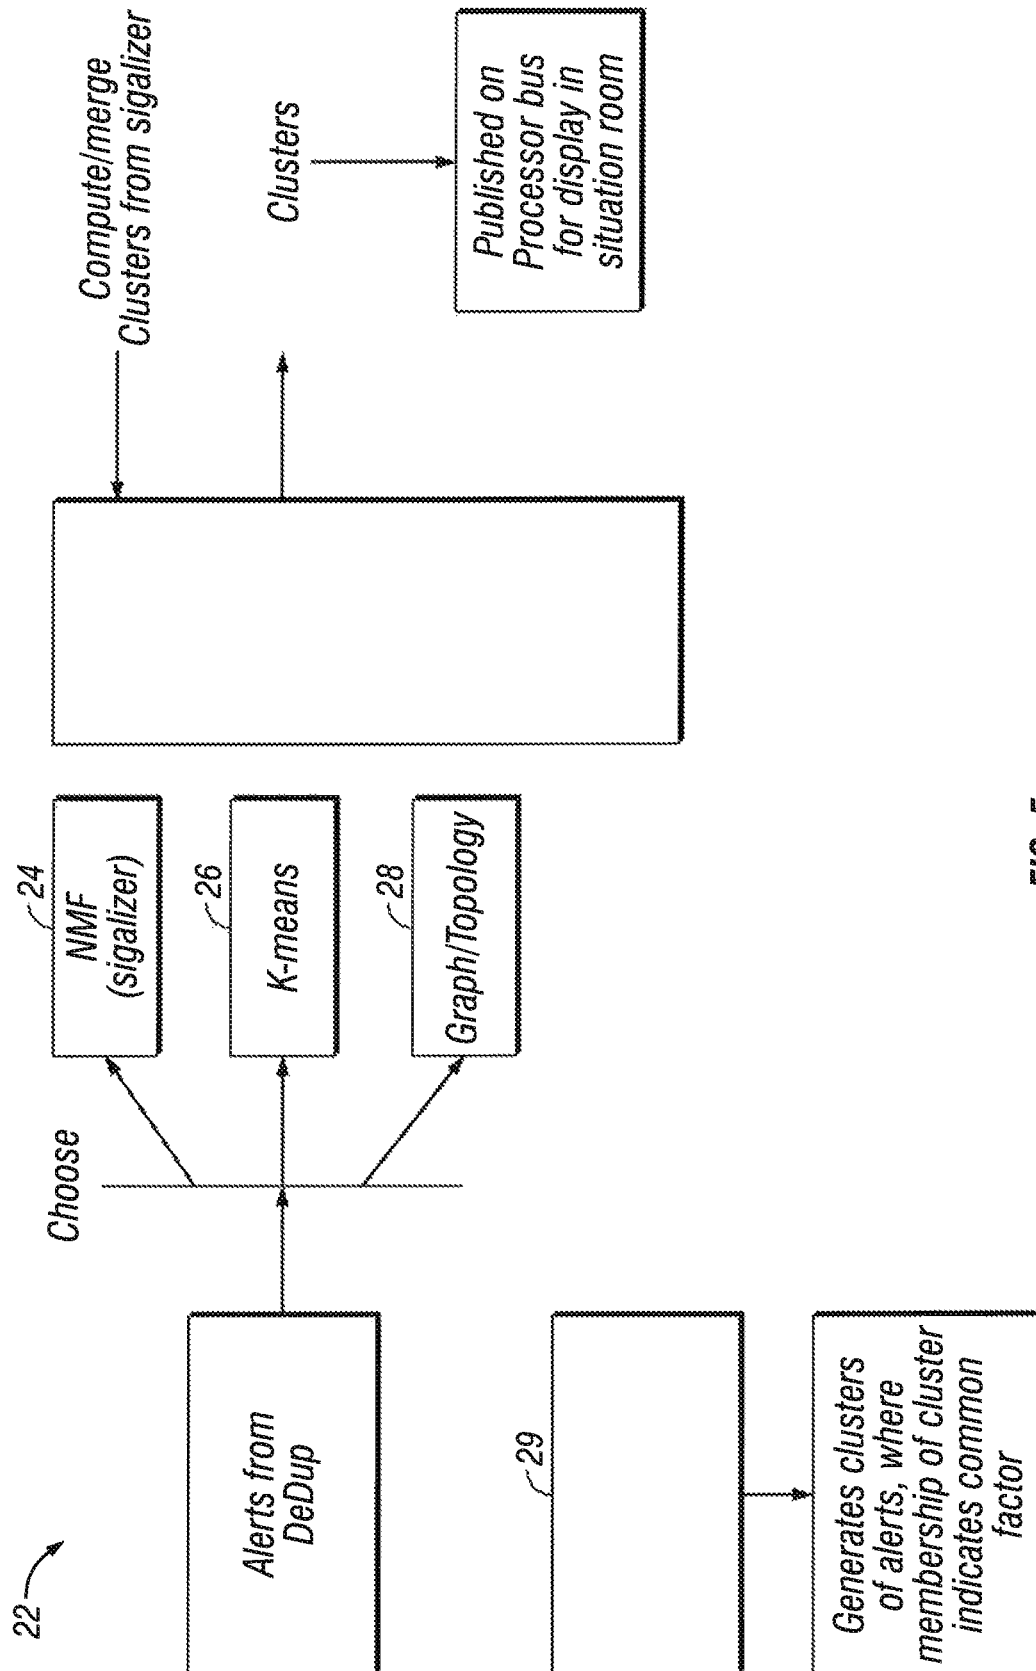 22
Alerts from
DeDup
Choose
24
NMF
(sigalizer)
26
K-means
28
Graph/Topology
Compute/merge
Clusters from sigalizer
Clusters
Published on
Processor bus
for display in
situation room
29
Generates clusters
of alerts, where
membership of cluster
indicates common
factor